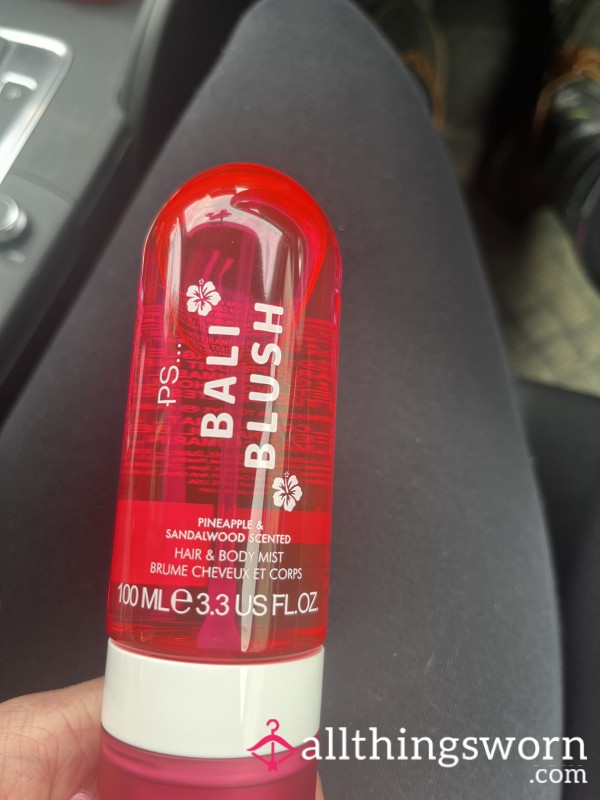 PS...
BALI
BLUSH
PINEAPPLE &
SANDALWOOD SCENTED
HAIR & BODY MIST
BRUME CHEVEUX ET CORPS
100 ML℮3.3 US FL.OZ.
allthingsworn
.com